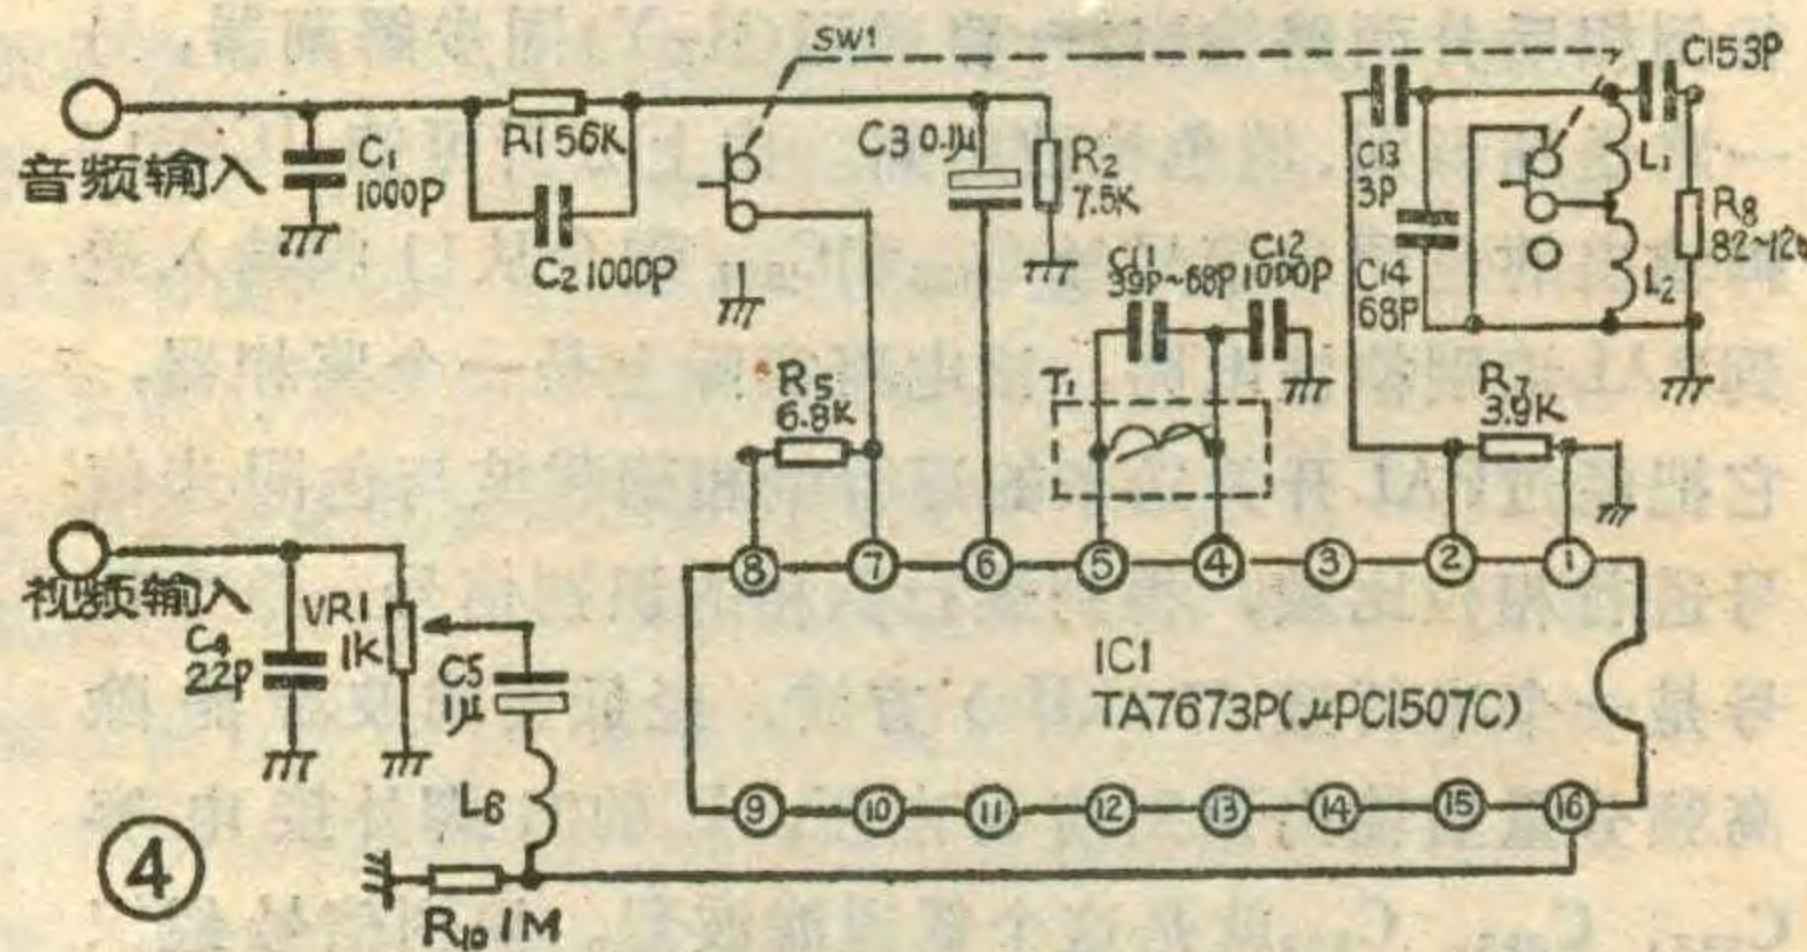 SW1
C15 3P
音频输入
C1
1000P
R1 56K
C2 1000P
C3 0.1μ
R2
7.5K
C11
39P~68P
C12
1000P
C13
3P
C14
68P
L1
L2
R8
R5
6.8K
T1
R7
3.9K
视频输入
C4
22P
VR1
1K
C5
1μ
L6
R10 1M
⑧ ⑦ ⑥ ⑤ ④ ③ ② ①
IC1
TA7673P(μPC1507C)
⑨ ⑩ ⑪ ⑫ ⑬ ⑭ ⑮ ⑯
④